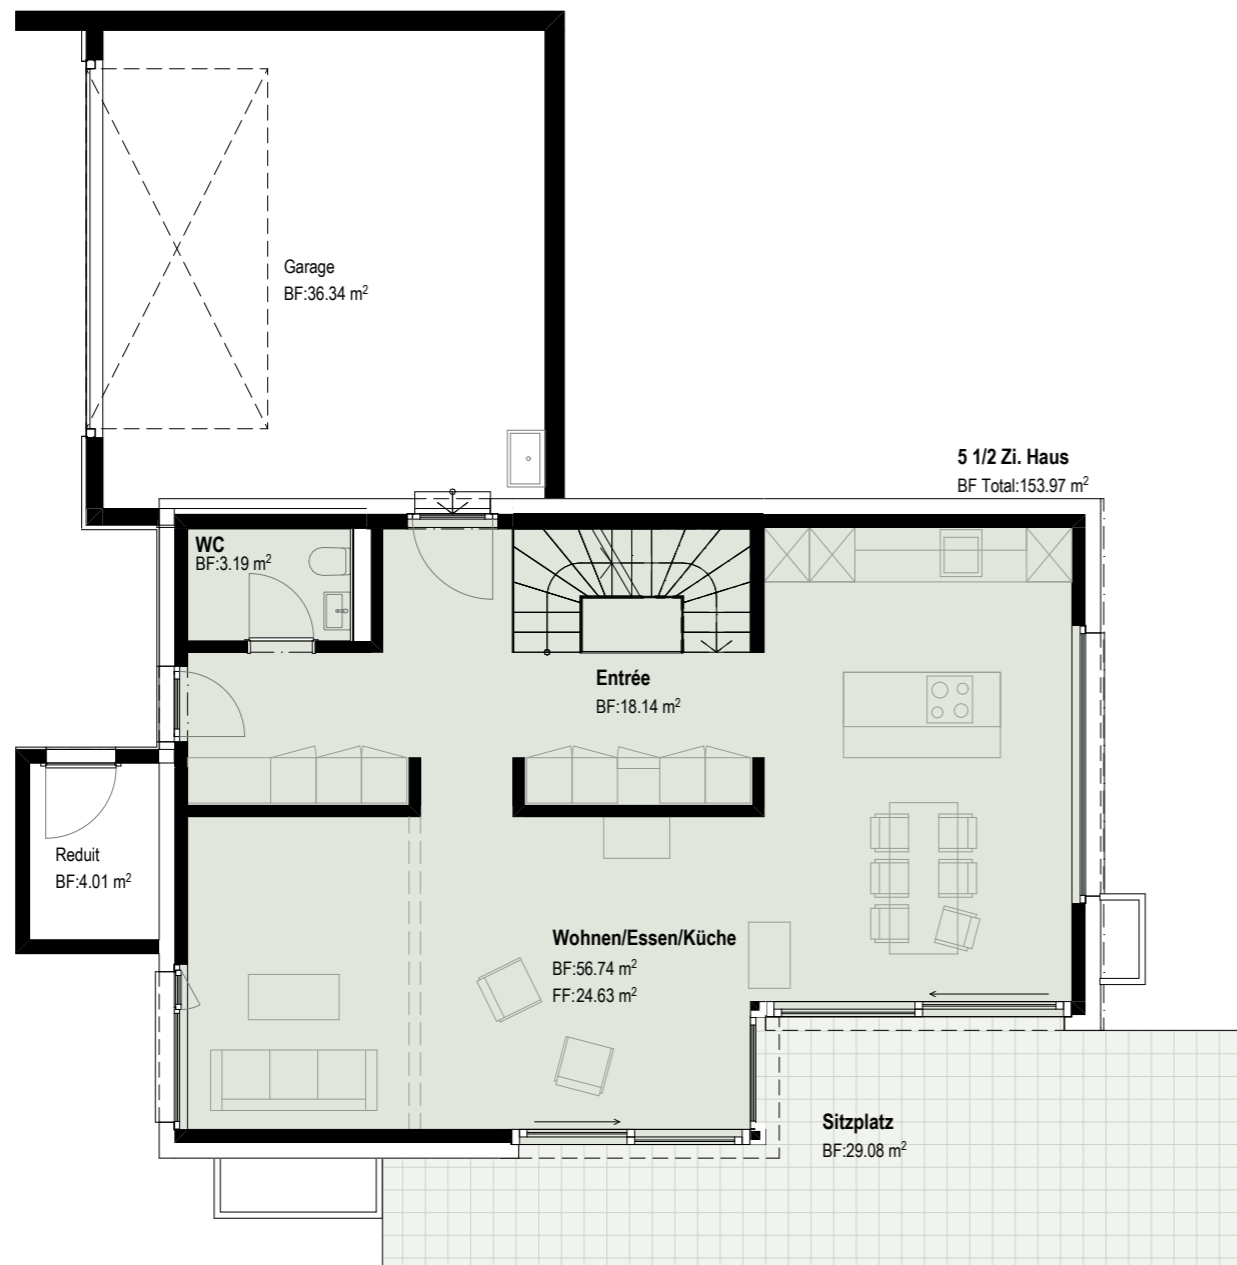 Garage
BF:36.34 m²
5 1/2 Zi. Haus
BF Total:153.97 m²
WC
BF:3.19 m²
Entrée
BF:18.14 m²
Reduit
BF:4.01 m²
Wohnen/Essen/Küche
BF:56.74 m²
FF:24.63 m²
Sitzplatz
BF:29.08 m²